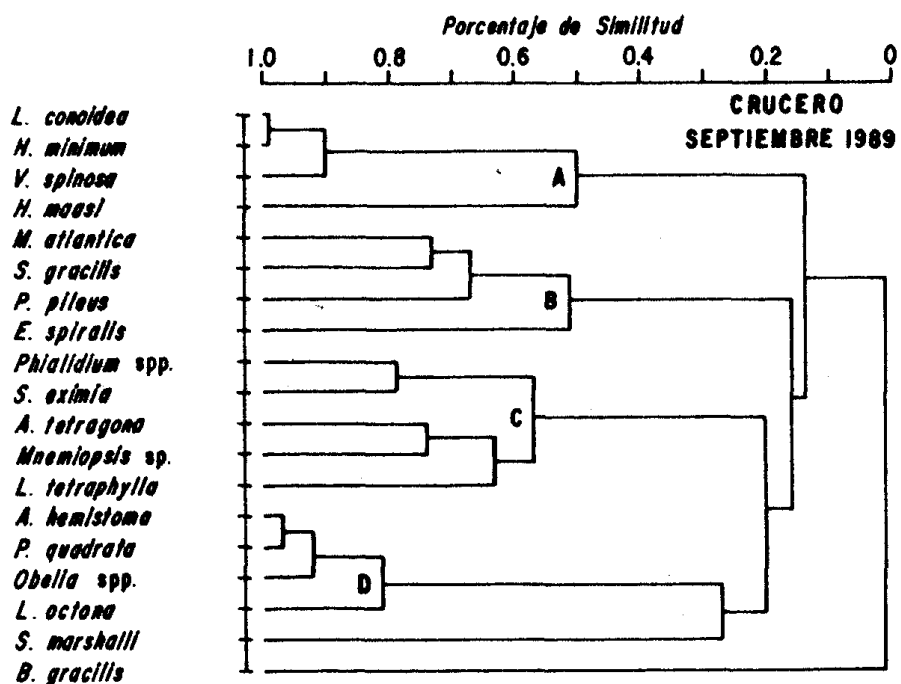 Porcentaje de Similitud
1.0 0.8 0.6 0.4 0.2 0
CRUCERO
SEPTIEMBRE 1989
L. conoidea
H. minimum
V. spinosa
H. maasi
A
M. atlantica
S. gracilis
P. pileus
B
E. spiralis
Phialidium spp.
S. eximia
A. tetragona
C
Mnemiopsis sp.
L. tetraphylla
A. hemistoma
P. quadrata
Obelia spp.
D
L. octona
S. marshalli
B. gracilis